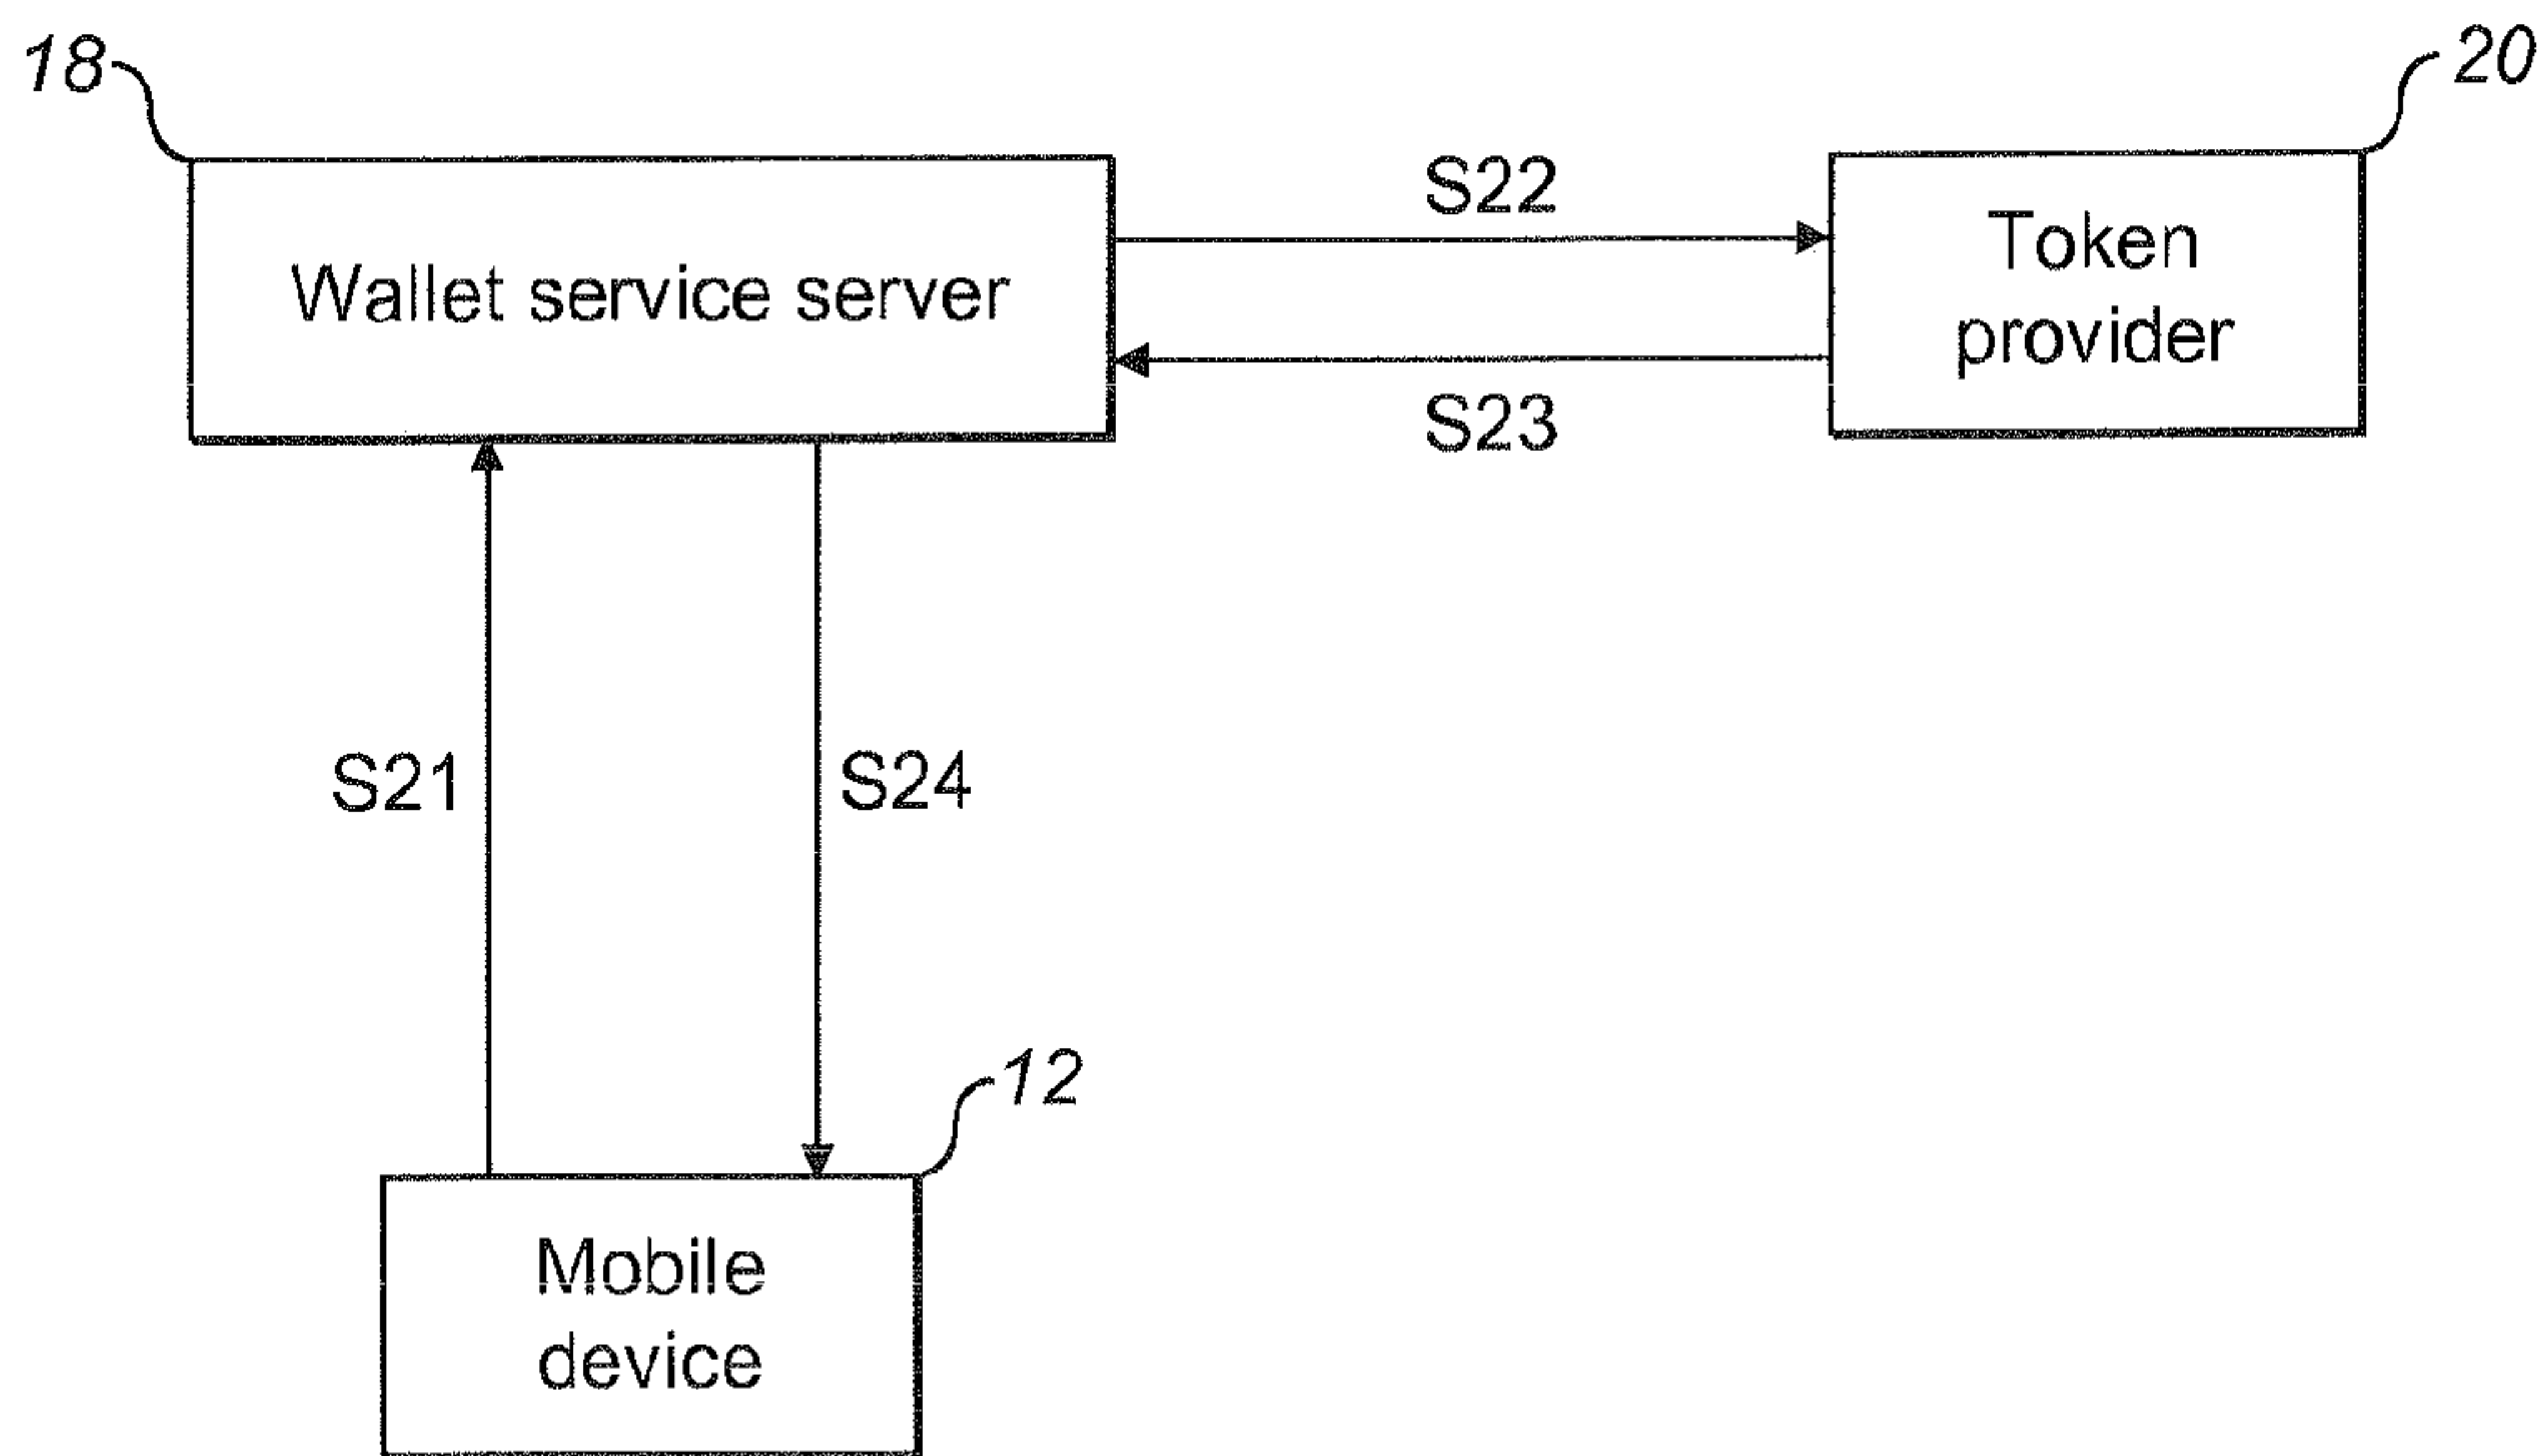 18
20
S22
Token
provider
Wallet service server
S23
S21
S24
12
Mobile
device